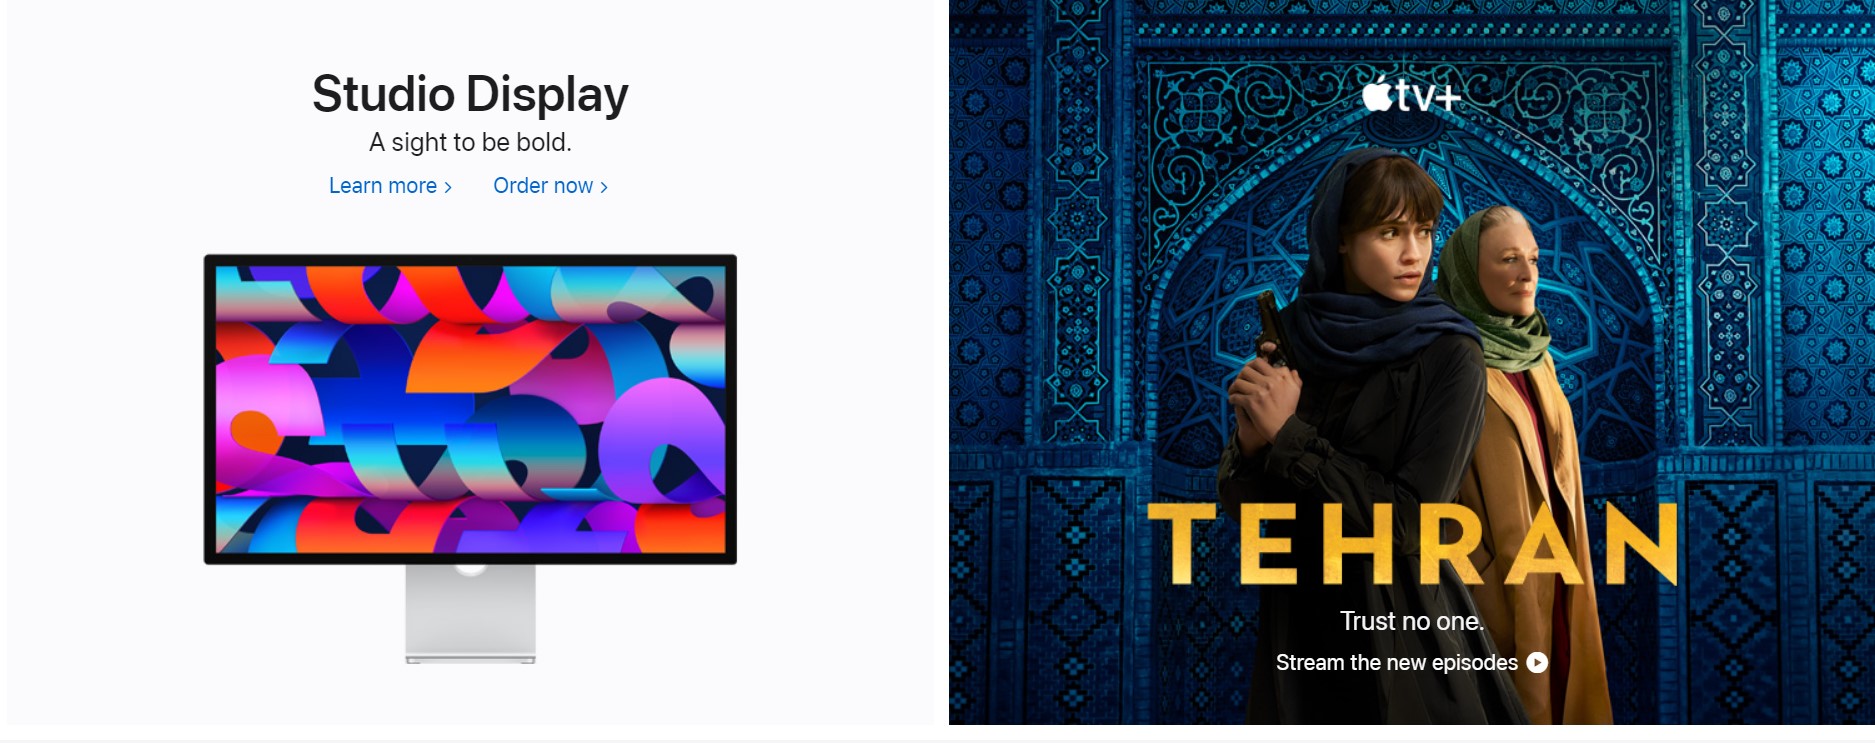 Studio Display
A sight to be bold.
Learn more >
Order now >
tv+
TEHRAN
Trust no one.
Stream the new episodes